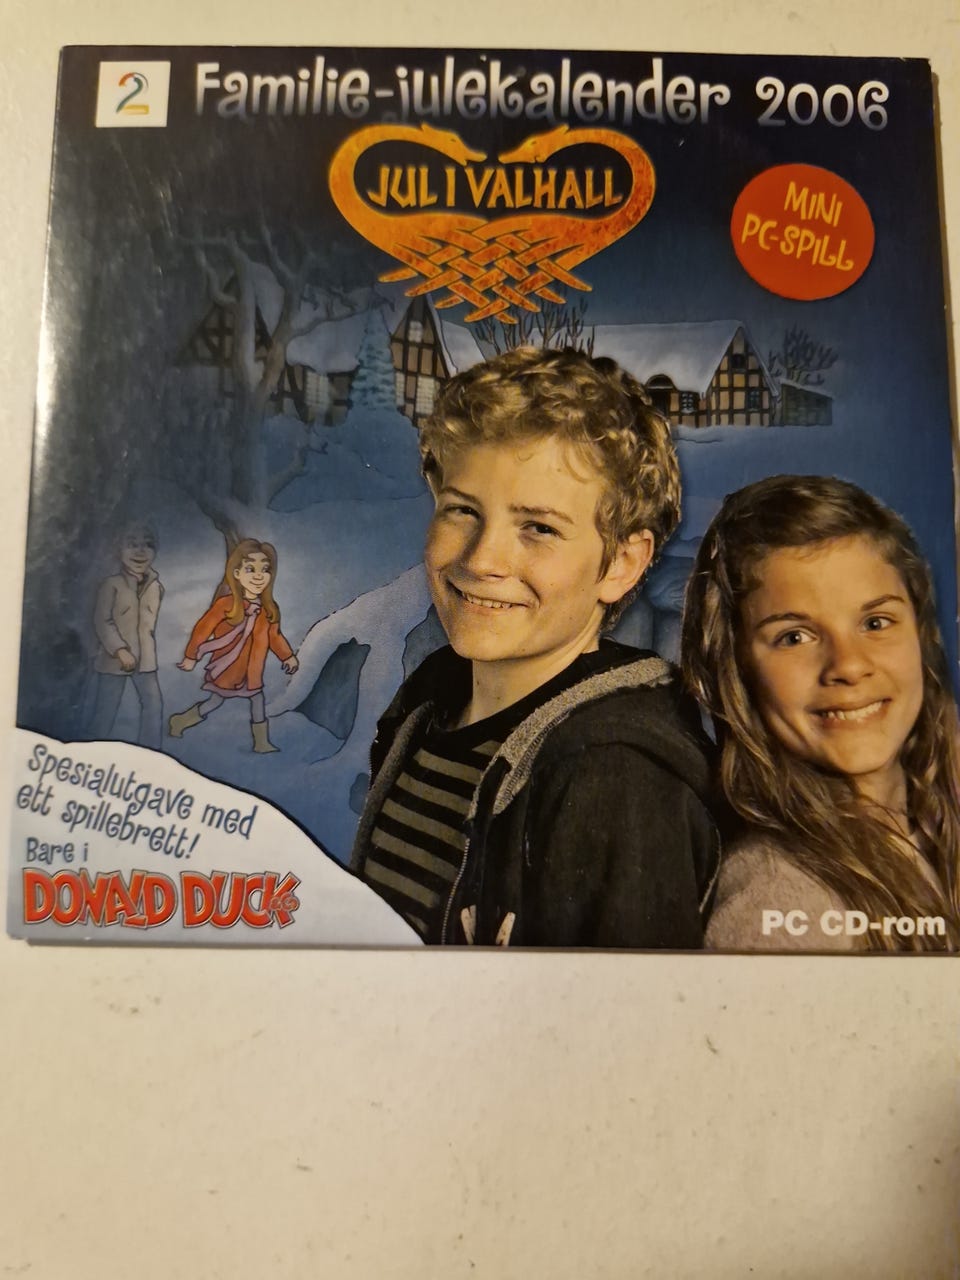 2
Familie-julekalender 2006
JUL I VALHALL
MINI
PC-SPILL
Spesialutgave med
ett spillebrett!
Bare i
DONALD DUCK &CO
PC CD-rom